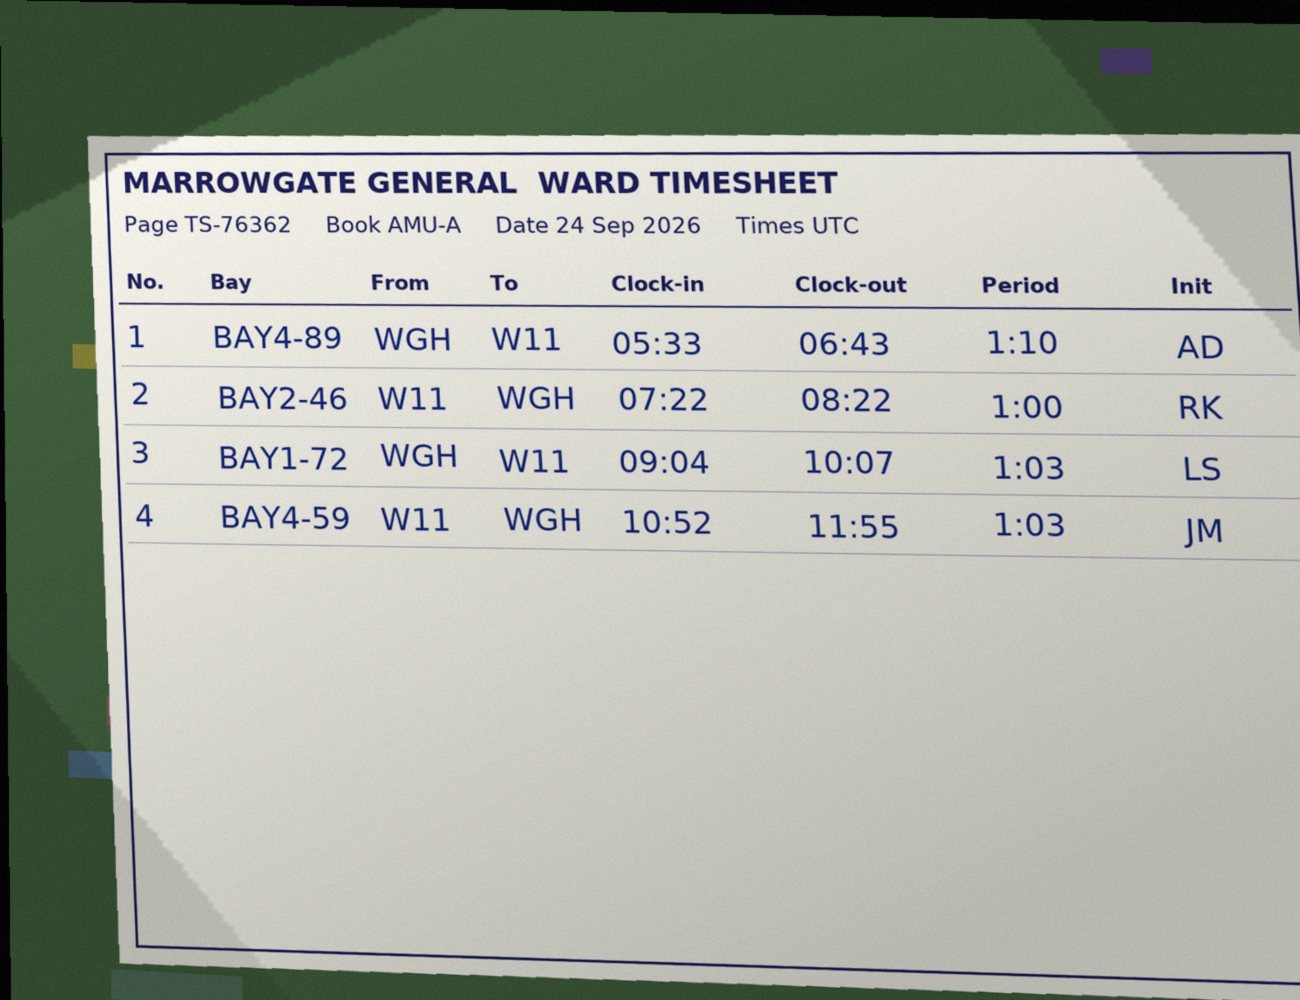 MARROWGATE GENERAL WARD TIMESHEET
Page TS-76362 Book AMU-A Date 24 Sep 2026 Times UTC
No. Bay From To Clock-in Clock-out Period Init
1 BAY4-89 WGH W11 05:33 06:43 1:10 AD
2 BAY2-46 W11 WGH 07:22 08:22 1:00 RK
3 BAY1-72 WGH W11 09:04 10:07 1:03 LS
4 BAY4-59 W11 WGH 10:52 11:55 1:03 JM